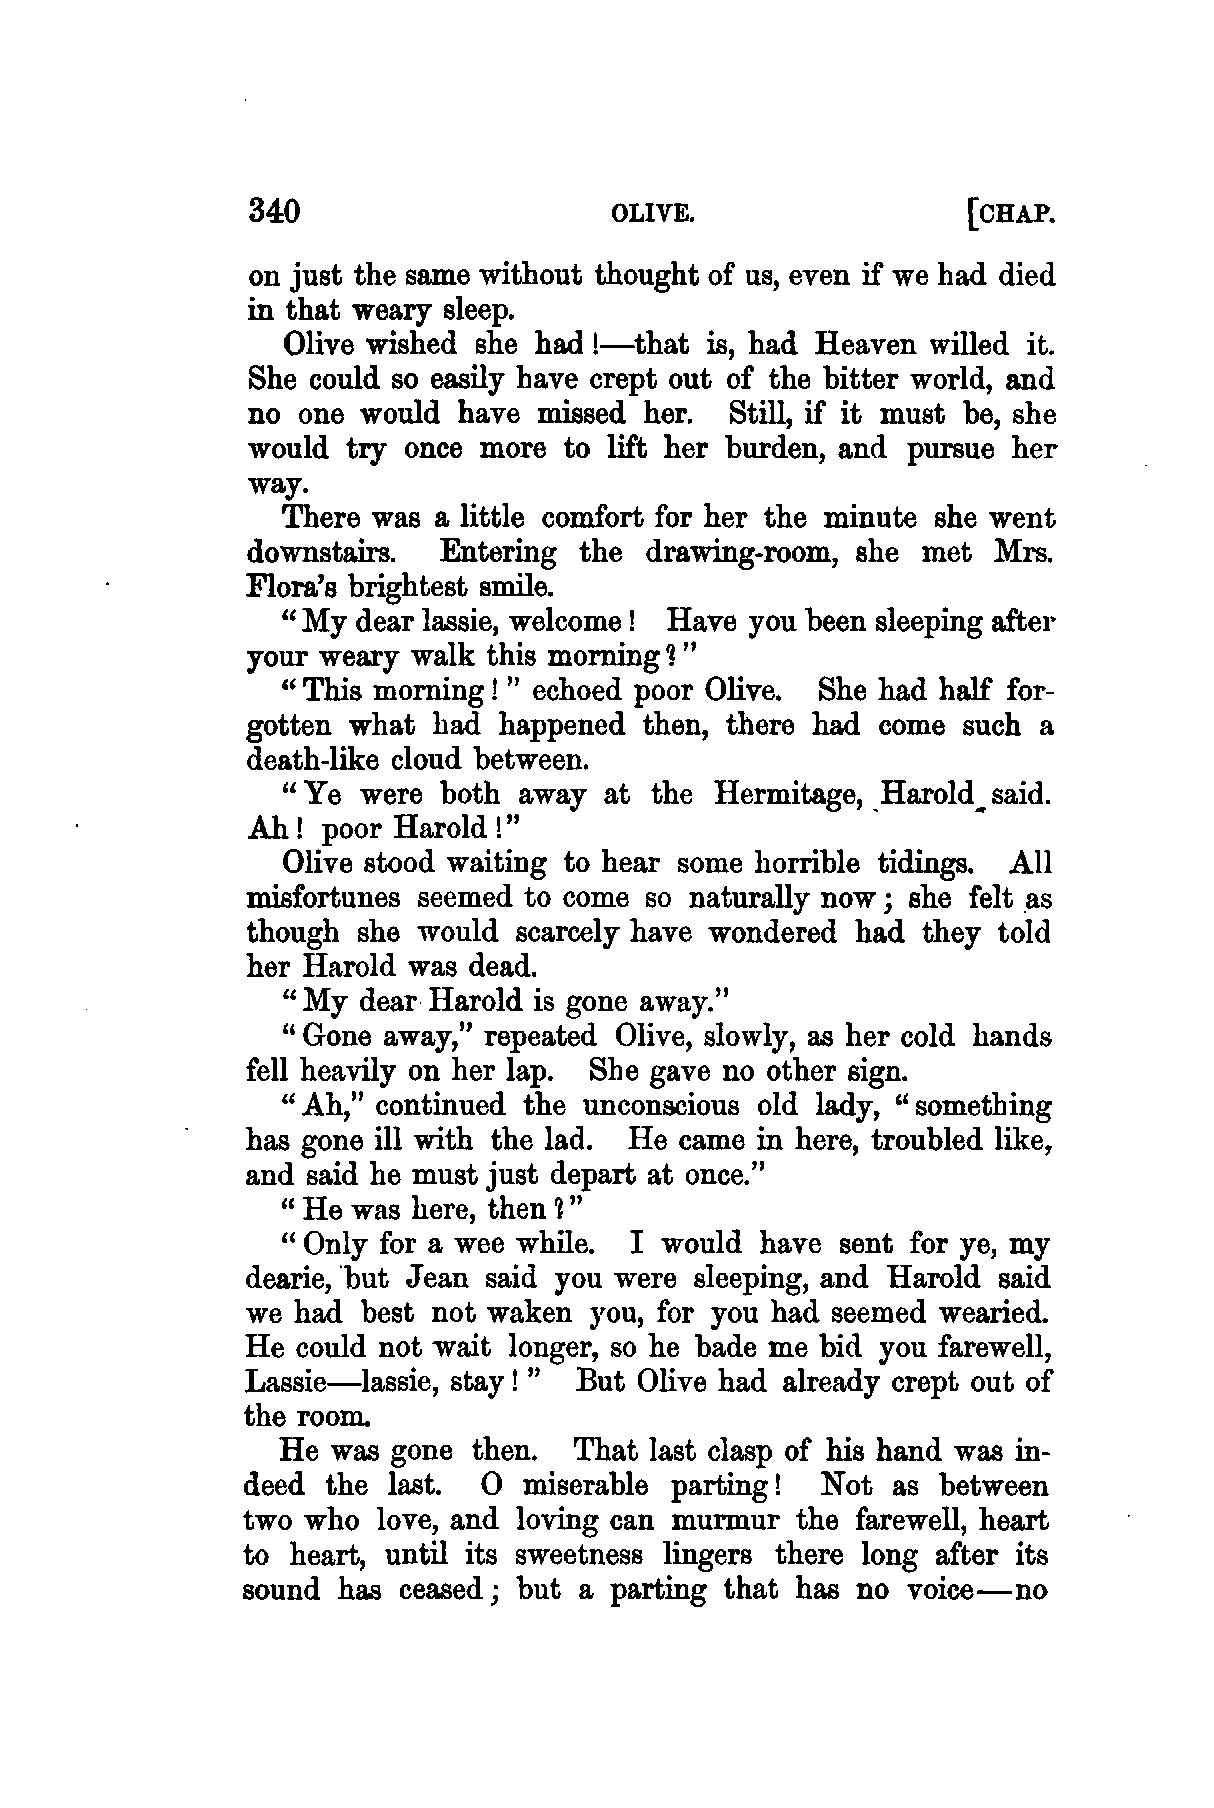 340 OLIVE. [CHAP.
on just the same without thought of us, even if we had died
in that weary sleep.
Olive wished she had!—that is, had Heaven willed it.
She could so easily have crept out of the bitter world, and
no one would have missed her. Still, if it must be, she
would try once more to lift her burden, and pursue her
way.
There was a little comfort for her the minute she went
downstairs. Entering the drawing-room, she met Mrs.
Flora's brightest smile.
"My dear lassie, welcome! Have you been sleeping after
your weary walk this morning?"
"This morning!" echoed poor Olive. She had half for-
gotten what had happened then, there had come such a
death-like cloud between.
"Ye were both away at the Hermitage, Harold said.
Ah! poor Harold!"
Olive stood waiting to hear some horrible tidings. All
misfortunes seemed to come so naturally now; she felt as
though she would scarcely have wondered had they told
her Harold was dead.
"My dear Harold is gone away."
"Gone away," repeated Olive, slowly, as her cold hands
fell heavily on her lap. She gave no other sign.
"Ah," continued the unconscious old lady, "something
has gone ill with the lad. He came in here, troubled like,
and said he must just depart at once."
"He was here, then?"
"Only for a wee while. I would have sent for ye, my
dearie, but Jean said you were sleeping, and Harold said
we had best not waken you, for you had seemed wearied.
He could not wait longer, so he bade me bid you farewell,
Lassie—lassie, stay!" But Olive had already crept out of
the room.
He was gone then. That last clasp of his hand was in-
deed the last. O miserable parting! Not as between
two who love, and loving can murmur the farewell, heart
to heart, until its sweetness lingers there long after its
sound has ceased; but a parting that has no voice—no